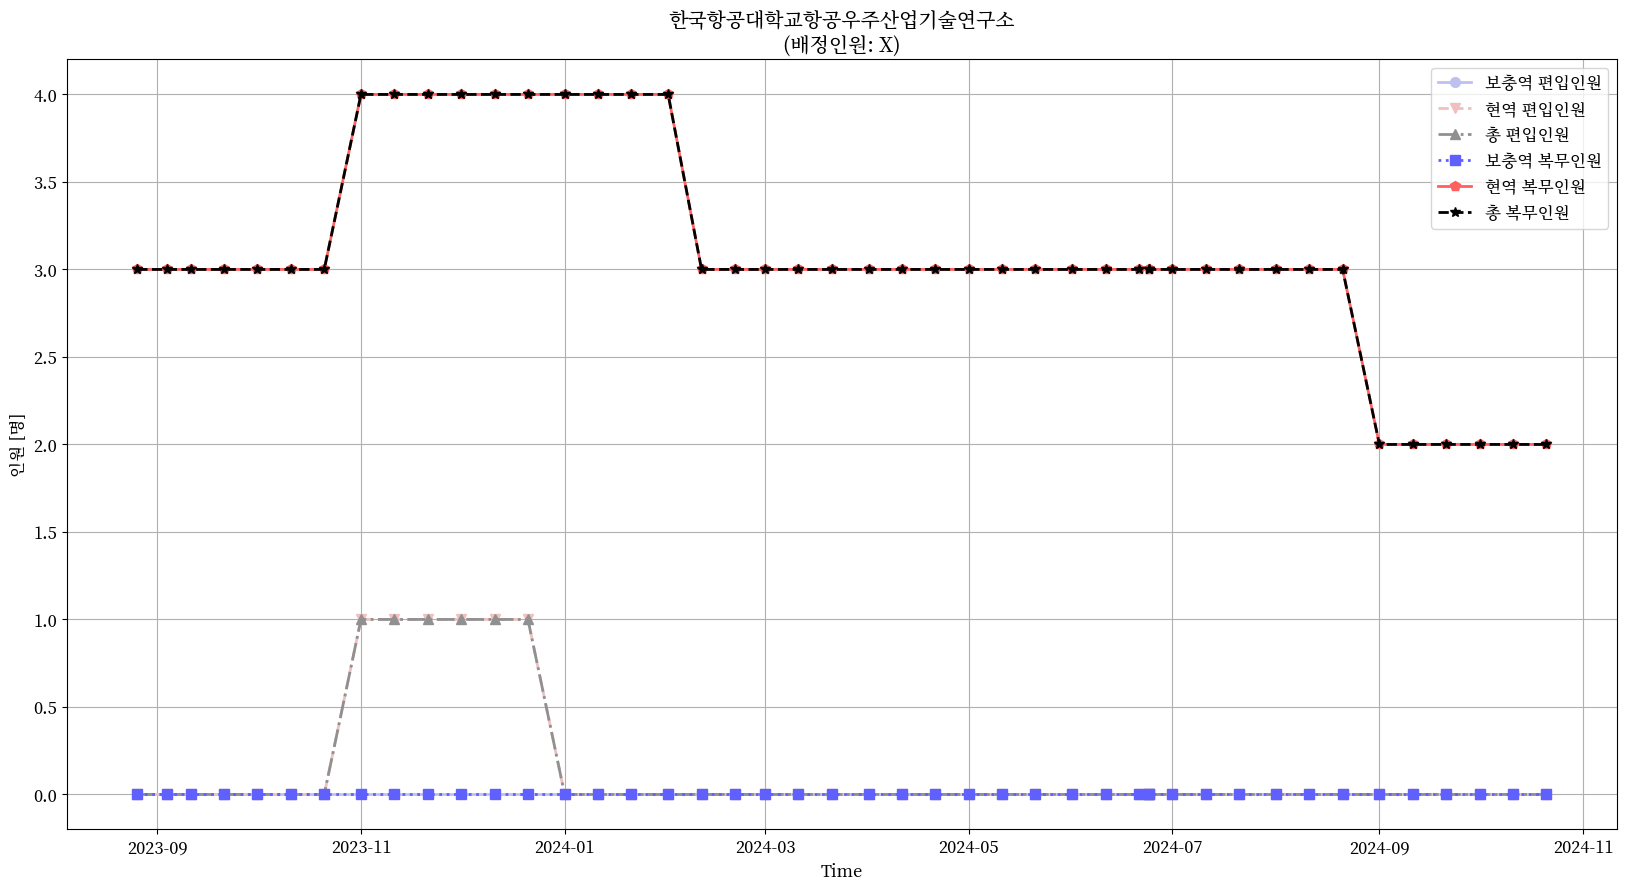 한국항공대학교항공우주산업기술연구소
(배정인원: X)
보충역 편입인원
현역 편입인원
총 편입인원
보충역 복무인원
현역 복무인원
총 복무인원
인원 [명]
4.0
3.5
3.0
2.5
2.0
1.5
1.0
0.5
0.0
2023-09
2023-11
2024-01
2024-03
2024-05
2024-07
2024-09
2024-11
Time